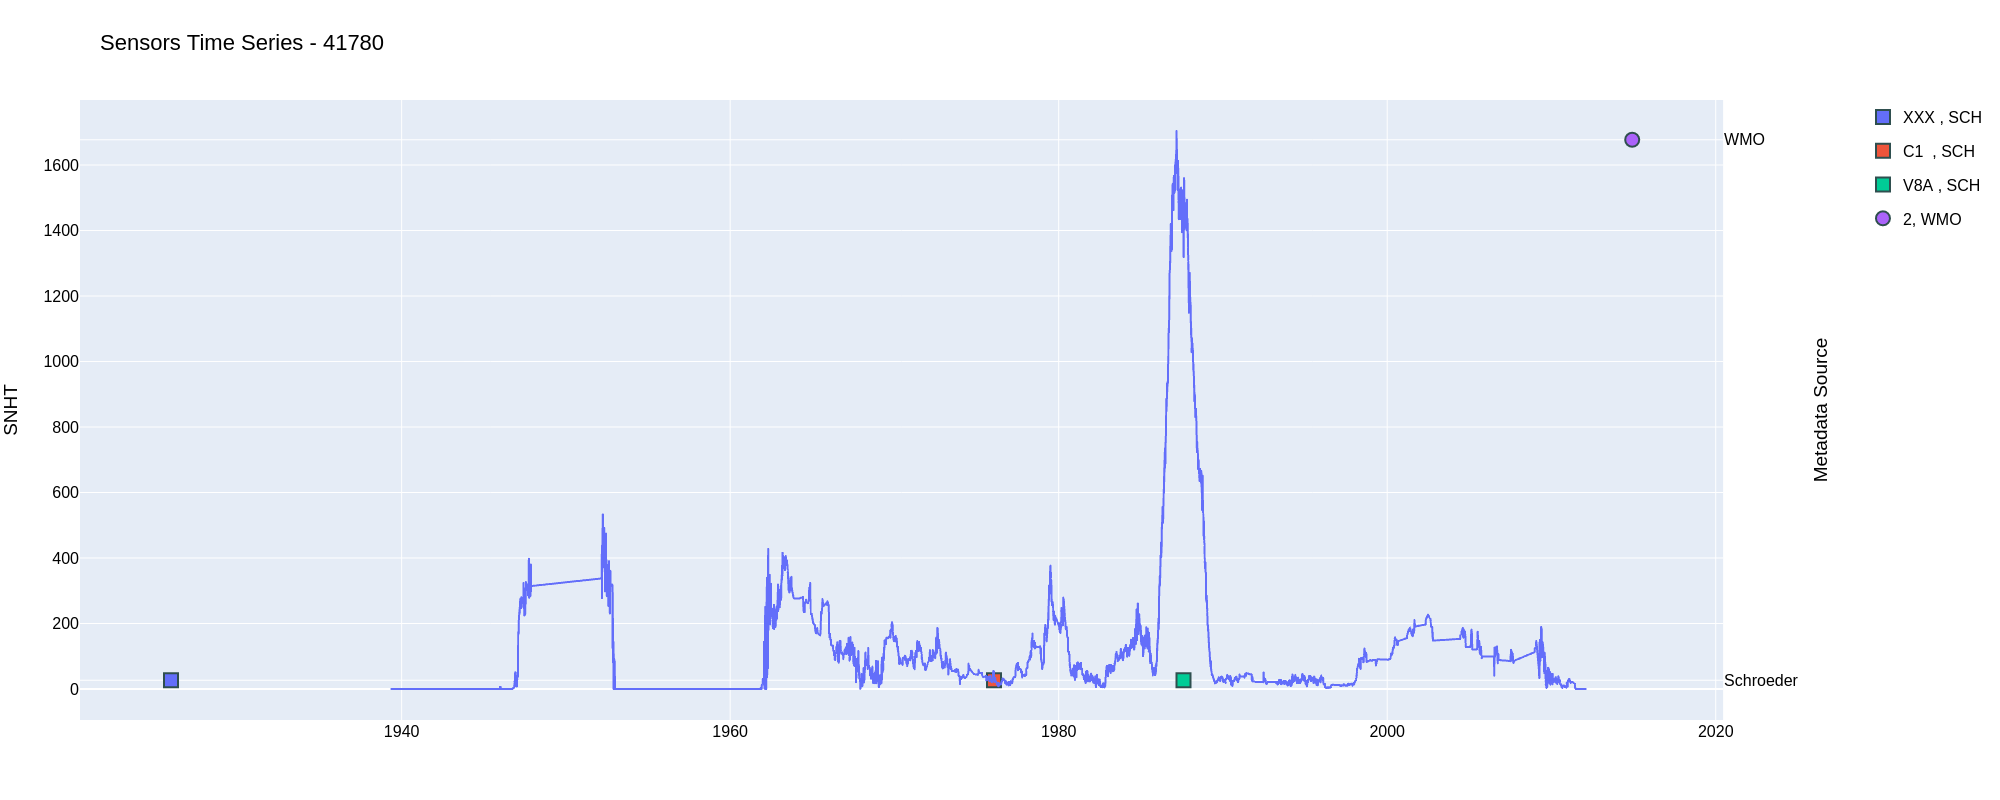 Sensors Time Series - 41780
SNHT
1600
1400
1200
1000
800
600
400
200
0
1940
1960
1980
2000
2020
WMO
Schroeder
Metadata Source
XXX , SCH
C1  , SCH
V8A , SCH
2, WMO